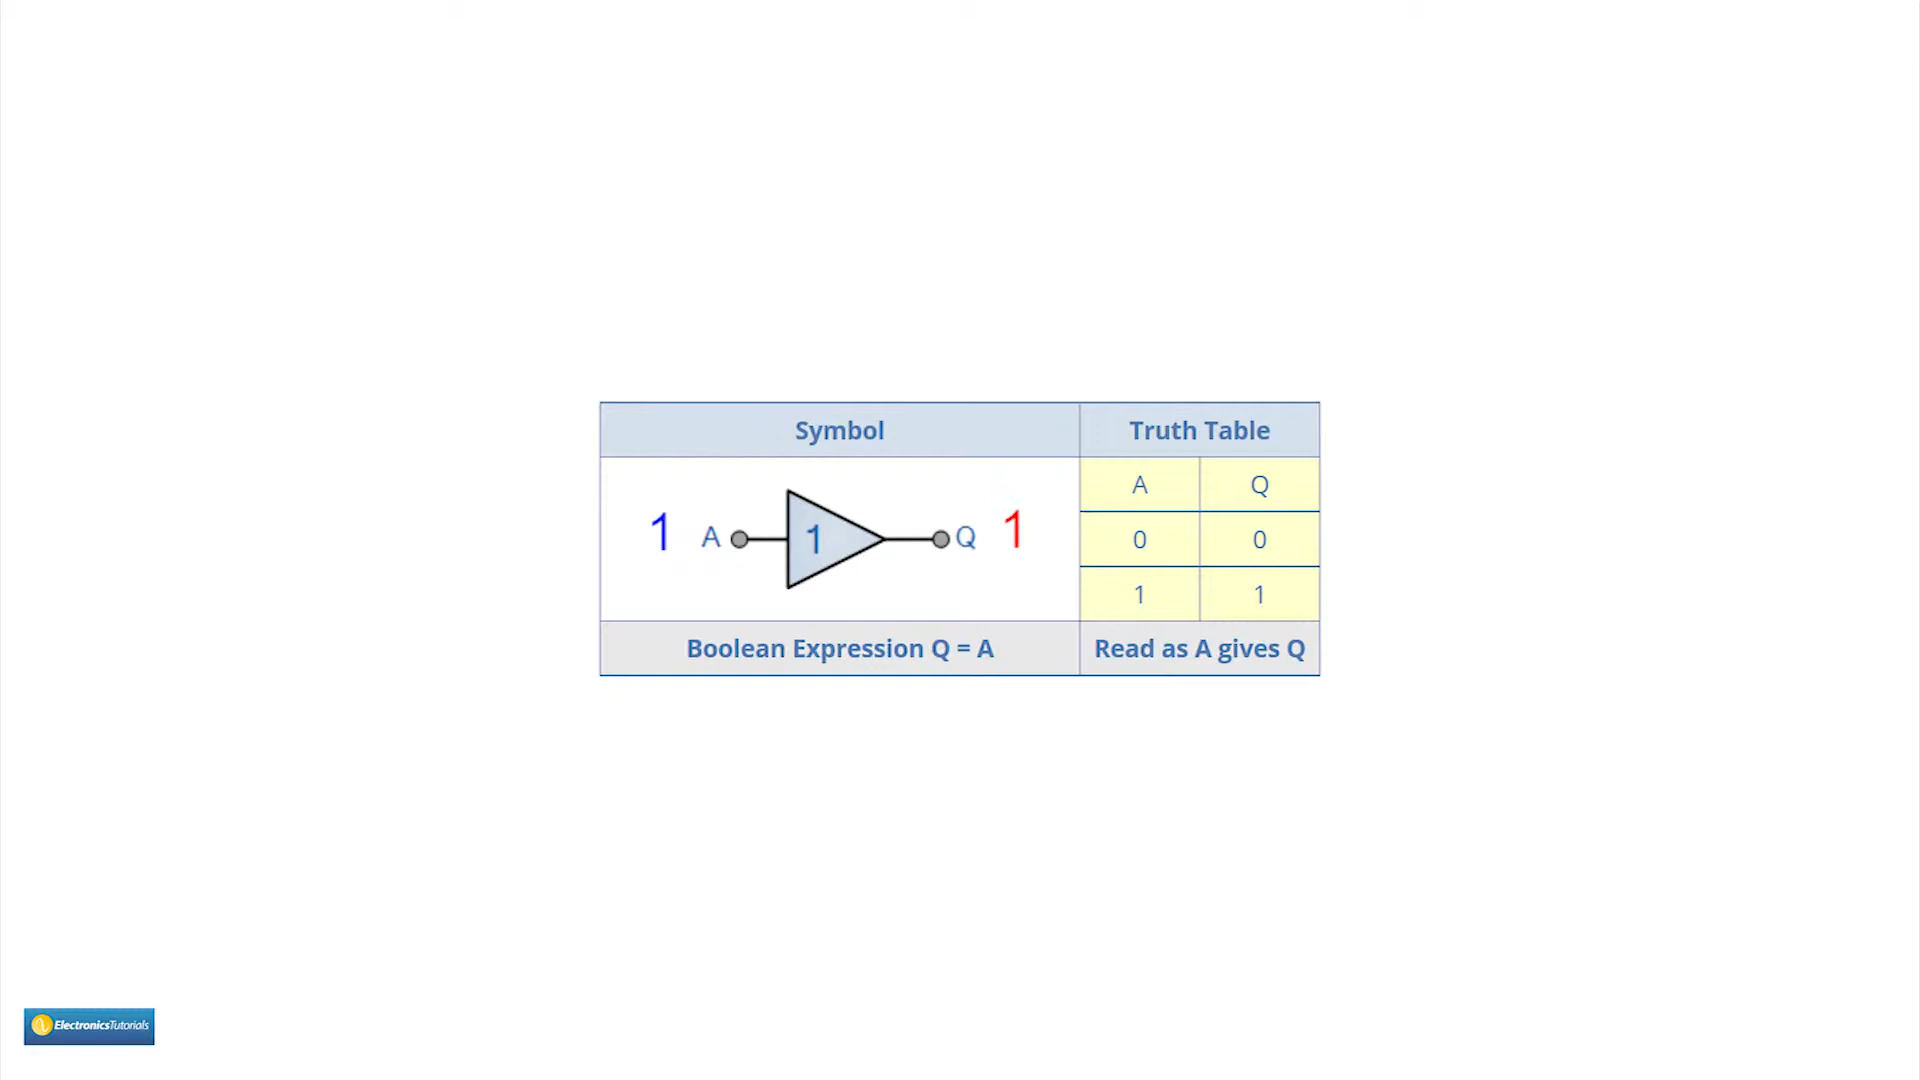 Symbol Truth Table
A Q
1 A 1 Q 1 0 0
1 1
Boolean Expression Q = A Read as A gives Q
ElectronicsTutorials